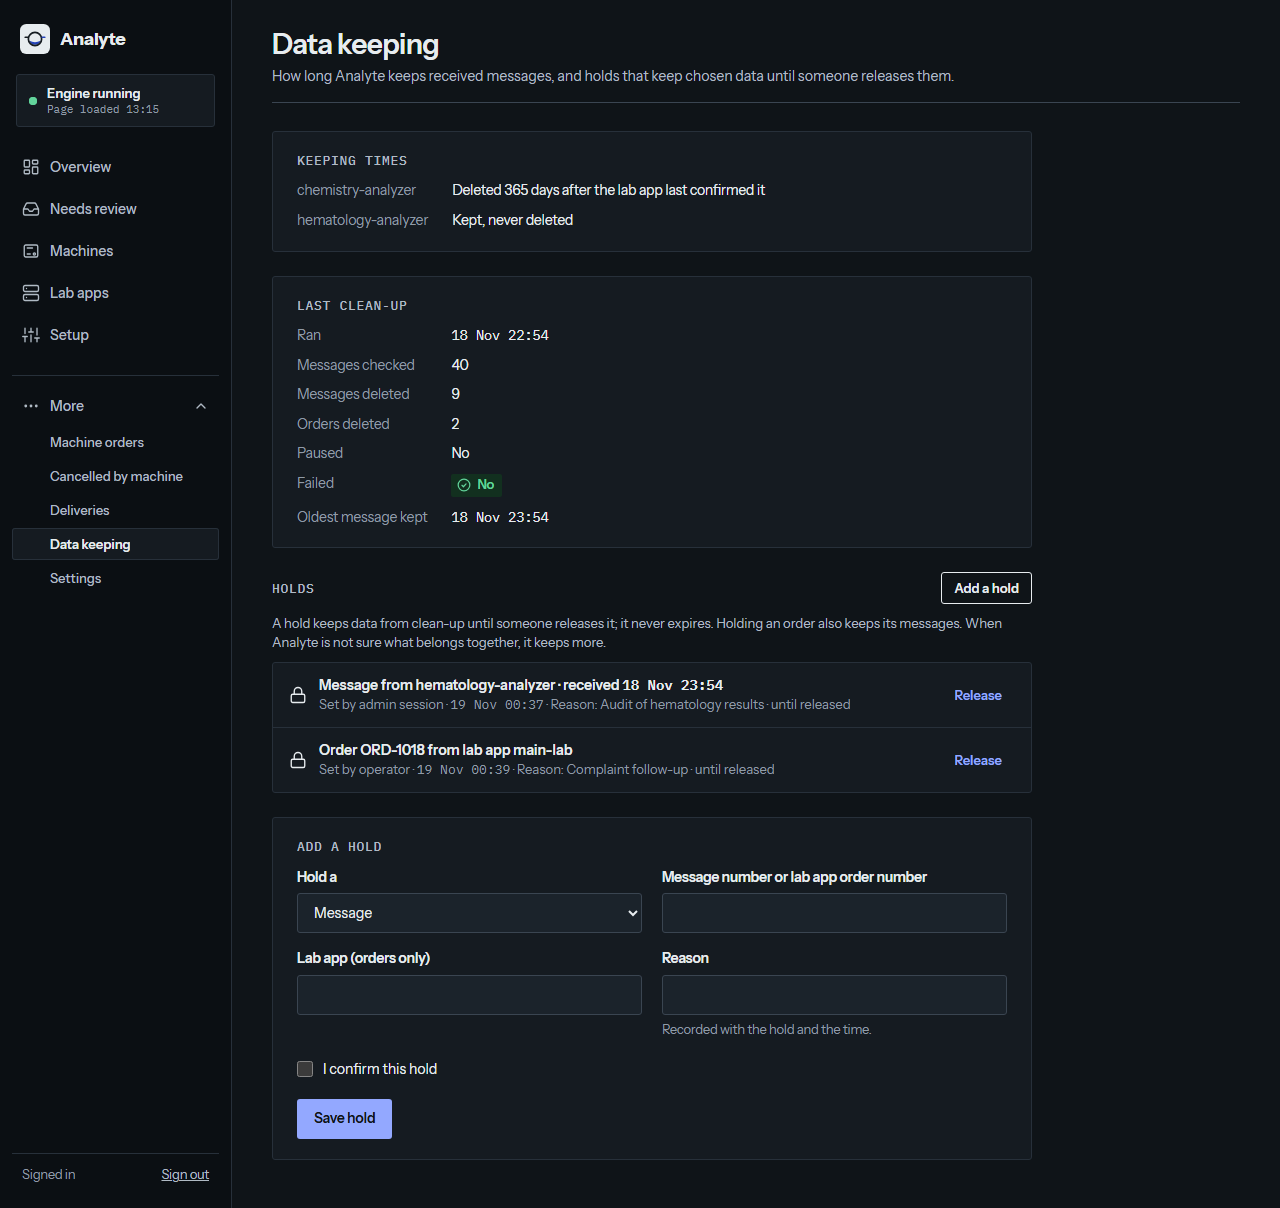 Analyte
Engine running
Page loaded 13:15
Overview
Needs review
Machines
Lab apps
Setup
More
Machine orders
Cancelled by machine
Deliveries
Data keeping
Settings
Signed in
Sign out
Data keeping
How long Analyte keeps received messages, and holds that keep chosen data until someone releases them.
KEEPING TIMES
chemistry-analyzer Deleted 365 days after the lab app last confirmed it
hematology-analyzer Kept, never deleted
LAST CLEAN-UP
Ran 18 Nov 22:54
Messages checked 40
Messages deleted 9
Orders deleted 2
Paused No
Failed No
Oldest message kept 18 Nov 23:54
HOLDS
Add a hold
A hold keeps data from clean-up until someone releases it; it never expires. Holding an order also keeps its messages. When
Analyte is not sure what belongs together, it keeps more.
Message from hematology-analyzer · received 18 Nov 23:54
Set by admin session · 19 Nov 00:37 · Reason: Audit of hematology results · until released
Release
Order ORD-1018 from lab app main-lab
Set by operator · 19 Nov 00:39 · Reason: Complaint follow-up · until released
Release
ADD A HOLD
Hold a
Message
Message number or lab app order number
Lab app (orders only)
Reason
Recorded with the hold and the time.
I confirm this hold
Save hold